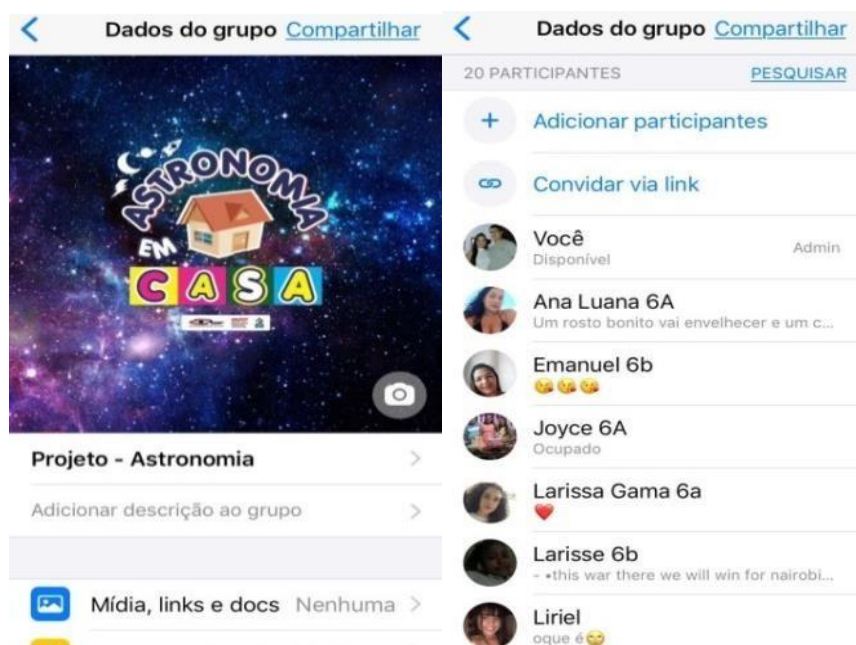 Dados do grupo Compartilhar
ASTRONOMIA
EM
CASA
Projeto - Astronomia
Adicionar descrição ao grupo
Mídia, links e docs Nenhuma
Dados do grupo Compartilhar
20 PARTICIPANTES PESQUISAR
Adicionar participantes
Convidar via link
Você
Admin
Disponível
Ana Luana 6A
Um rosto bonito vai envelhecer e um c...
Emanuel 6b
😘😘😘
Joyce 6A
Ocupado
Larissa Gama 6a
❤️
Larisse 6b
- •this war there we will win for nairobi...
Liriel
oque é🙄